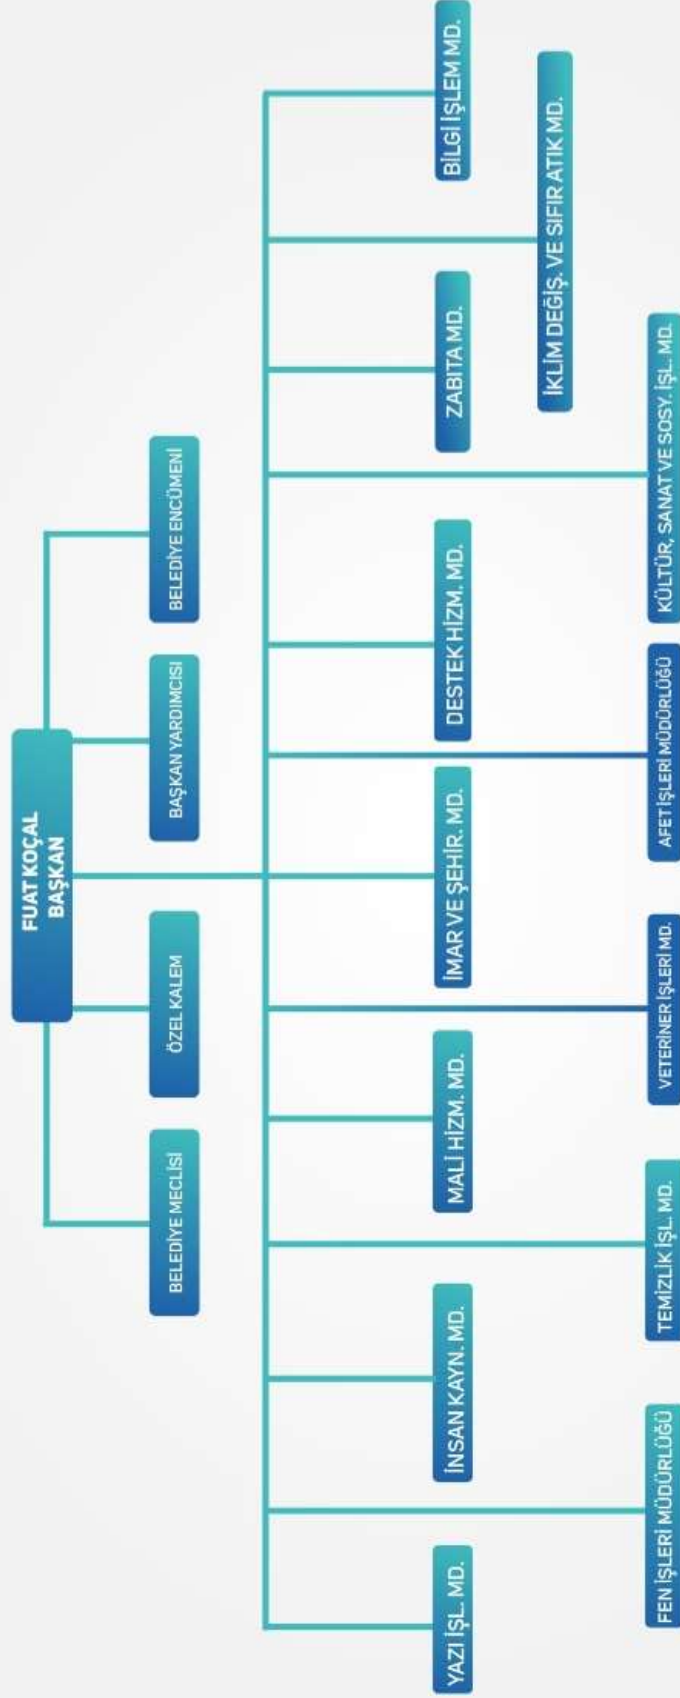 FUAT KOÇAL
BAŞKAN
BELEDİYE MECLİSİ
ÖZEL KALEM
BAŞKAN YARDIMCISI
BELEDİYE ENCÜMENİ
YAZI İŞL. MD.
İNSAN KAYN. MD.
MALİ HİZM. MD.
İMAR VE ŞEHİR. MD.
DESTEK HİZM. MD.
ZABITA MD.
BİLGİ İŞLEM MD.
İKLİM DEĞİŞ. VE SIFIR ATIK MD.
FEN İŞLERİ MÜDÜRLÜĞÜ
TEMİZLİK İŞL. MD.
VETERİNER İŞLERİ MD.
AFET İŞLERİ MÜDÜRLÜĞÜ
KÜLTÜR, SANAT VE SOSY. İŞL. MD.